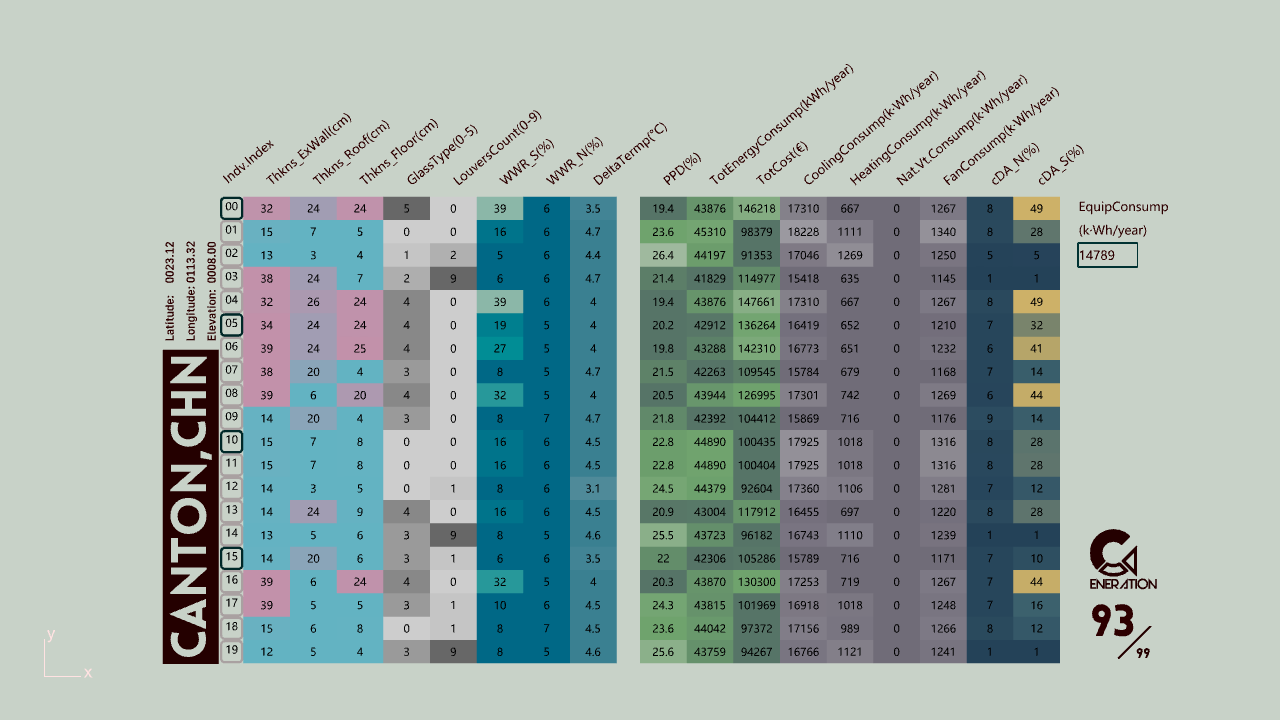 Indv.Index Thkns_ExWall(cm) Thkns_Roof(cm) Thkns_Floor(cm) GlassType(0-5) LouversCount(0-9) WWR_S(%) WWR_N(%) DeltaTermp(°C) PPD(%) TotEnergyConsump(kWh/year) TotCost(€) CoolingConsump(k·Wh/year) HeatingConsump(k·Wh/year) Nat.Vt.Consump(k·Wh/year) FanConsump(k·Wh/year) cDA_N(%) cDA_S(%)
00 32 24 24 5 0 39 6 3.5 19.4 43876 146218 17310 667 0 1267 8 49
01 15 7 5 0 0 16 6 4.7 23.6 45310 98379 18228 1111 0 1340 8 28
02 13 3 4 1 2 5 6 4.4 26.4 44197 91353 17046 1269 0 1250 5 5
03 38 24 7 2 9 6 6 4.7 21.4 41829 114977 15418 635 0 1145 1 1
04 32 26 24 4 0 39 6 4 19.4 43876 147661 17310 667 0 1267 8 49
05 34 24 24 4 0 19 5 4 20.2 42912 136264 16419 652 0 1210 7 32
06 39 24 25 4 0 27 5 4 19.8 43288 142310 16773 651 0 1232 6 41
07 38 20 4 3 0 8 5 4.7 21.5 42263 109545 15784 679 0 1168 7 14
08 39 6 20 4 0 32 5 4 20.5 43944 126995 17301 742 0 1269 6 44
09 14 20 4 3 0 8 7 4.7 21.8 42392 104412 15869 716 0 1176 9 14
10 15 7 8 0 0 16 6 4.5 22.8 44890 100435 17925 1018 0 1316 8 28
11 15 7 8 0 0 16 6 4.5 22.8 44890 100404 17925 1018 0 1316 8 28
12 14 3 5 0 1 8 6 3.1 24.5 44379 92604 17360 1106 0 1281 7 12
13 14 24 9 4 0 16 6 4.5 20.9 43004 117912 16455 697 0 1220 8 28
14 13 5 6 3 9 8 5 4.6 25.5 43723 96182 16743 1110 0 1239 1 1
15 14 20 6 3 1 6 6 3.5 22 42306 105286 15789 716 0 1171 7 10
16 39 6 24 4 0 32 5 4 20.3 43870 130300 17253 719 0 1267 7 44
17 39 5 5 3 1 10 6 4.5 24.3 43815 101969 16918 1018 0 1248 7 16
18 15 6 8 0 1 8 7 4.5 23.6 44042 97372 17156 989 0 1266 8 12
19 12 5 4 3 9 8 5 4.6 25.6 43759 94267 16766 1121 0 1241 1 1
Latitude: 0023.12
Longitude: 0113.32
Elevation: 0008.00
CANTON,CHN
EquipConsump
(k·Wh/year)
14789
ENERATION
93/99
y
x